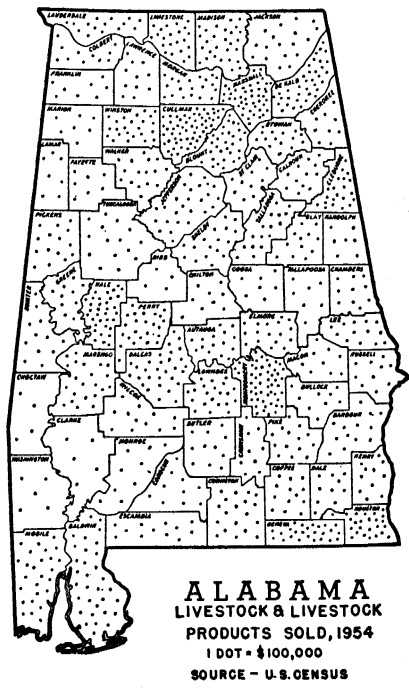 LAUDERDALE
LIMESTONE
MADISON
JACKSON
COLBERT
LAWRENCE
MORGAN
MARSHALL
DE KALB
FRANKLIN
CHEROKEE
MARION
WINSTON
CULLMAN
ETOWAH
LAMAR
FAYETTE
WALKER
BLOUNT
ST CLAIR
CALHOUN
CLEBURNE
JEFFERSON
TUSCALOOSA
TALLADEGA
PICKENS
SHELBY
CLAY
RANDOLPH
BIBB
GREENE
HALE
CHILTON
COOSA
TALLAPOOSA
CHAMBERS
SUMTER
PERRY
ELMORE
LEE
AUTAUGA
MARENGO
DALLAS
MACON
RUSSELL
CHOCTAW
LOWNDES
MONTGOMERY
BULLOCK
WILCOX
CLARKE
BUTLER
PIKE
BARBOUR
MONROE
CRENSHAW
WASHINGTON
CONECUH
COVINGTON
COFFEE
DALE
HENRY
ESCAMBIA
HOUSTON
GENEVA
MOBILE
BALDWIN
ALABAMA
LIVESTOCK & LIVESTOCK
PRODUCTS SOLD, 1954
1 DOT = $100,000
SOURCE - U.S. CENSUS